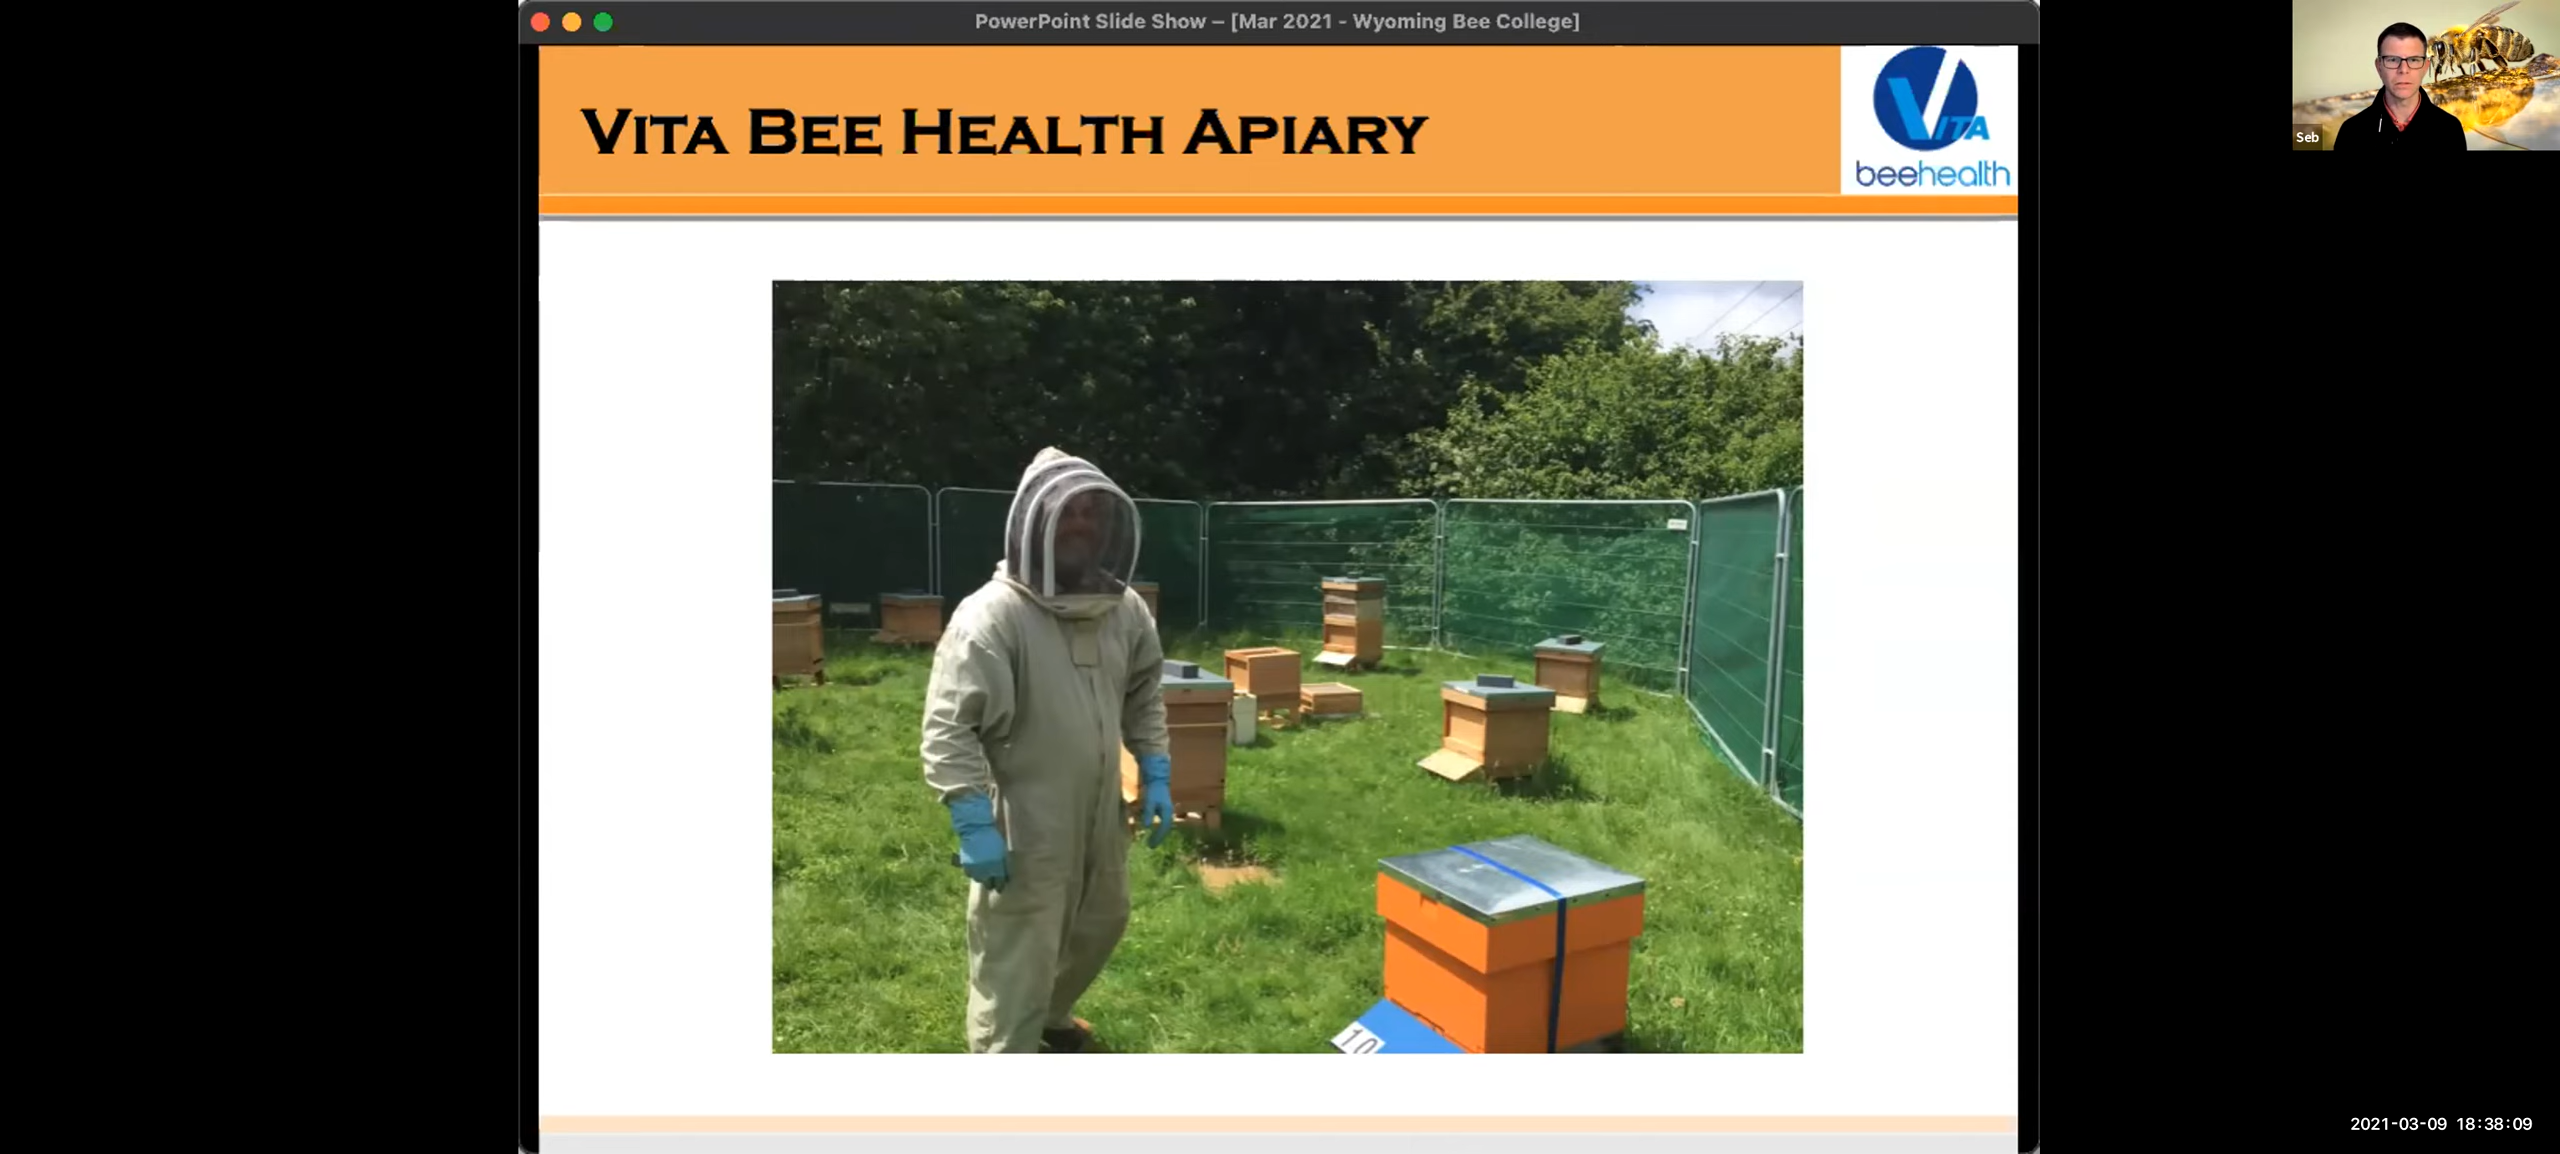 PowerPoint Slide Show – [Mar 2021 - Wyoming Bee College]
VITA BEE HEALTH APIARY
VITA
beehealth
Seb
10
2021-03-09 18:38:09